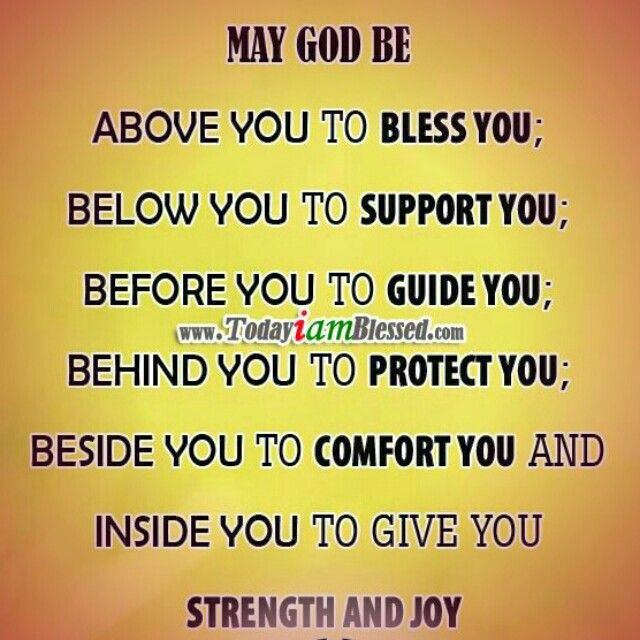 MAY GOD BE
ABOVE YOU TO BLESS YOU;
BELOW YOU TO SUPPORT YOU;
BEFORE YOU TO GUIDE YOU;
www.TodayiamBlessed.com
BEHIND YOU TO PROTECT YOU;
BESIDE YOU TO COMFORT YOU AND
INSIDE YOU TO GIVE YOU
STRENGTH AND JOY